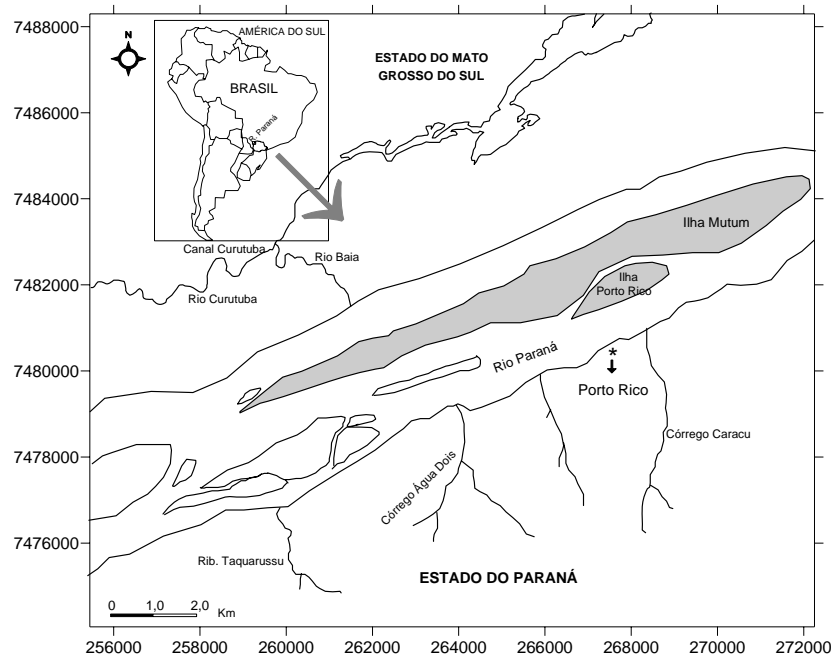 7488000
7486000
7484000
7482000
7480000
7478000
7476000
N
AMÉRICA DO SUL
BRASIL
R. Paraná
ESTADO DO MATO
GROSSO DO SUL
Ilha Mutum
Ilha
Porto Rico
Canal Curutuba
Rio Baia
Rio Curutuba
Rio Paraná
*
Porto Rico
Córrego Caracu
Córrego Água Dois
Rib. Taquarussu
ESTADO DO PARANÁ
0 1,0 2,0
Km
256000 258000 260000 262000 264000 266000 268000 270000 272000